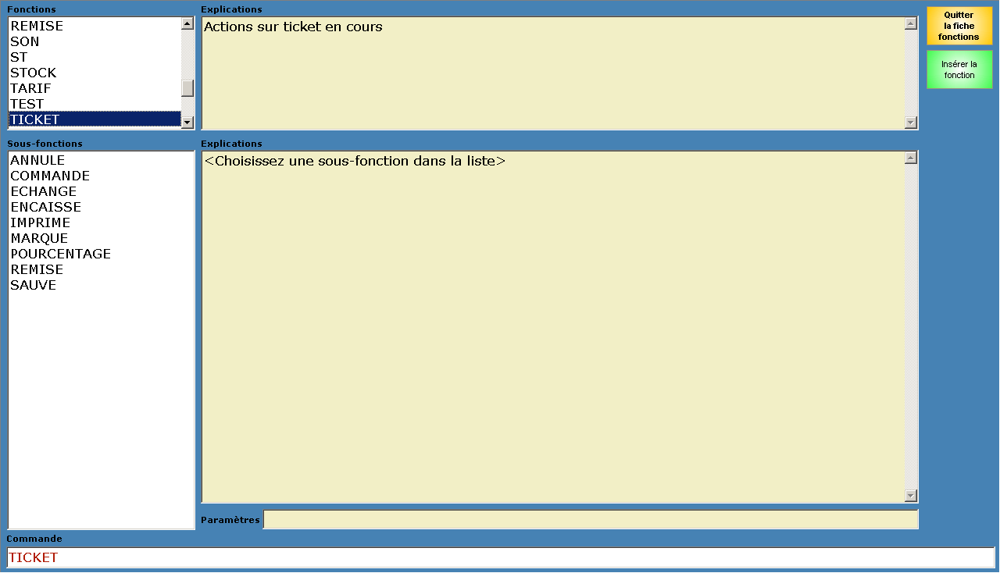 Fonctions
REMISE
SON
ST
STOCK
TARIF
TEST
TICKET
Explications
Actions sur ticket en cours
Quitter
la fiche
fonctions
Insérer la
fonction
Sous-fonctions
ANNULE
COMMANDE
ECHANGE
ENCAISSE
IMPRIME
MARQUE
POURCENTAGE
REMISE
SAUVE
Explications
<Choisissez une sous-fonction dans la liste>
Paramètres
Commande
TICKET